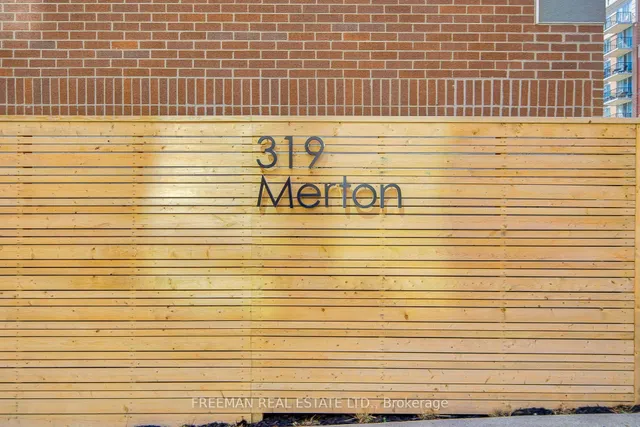 319
Merton
FREEMAN REAL ESTATE LTD., Brokerage